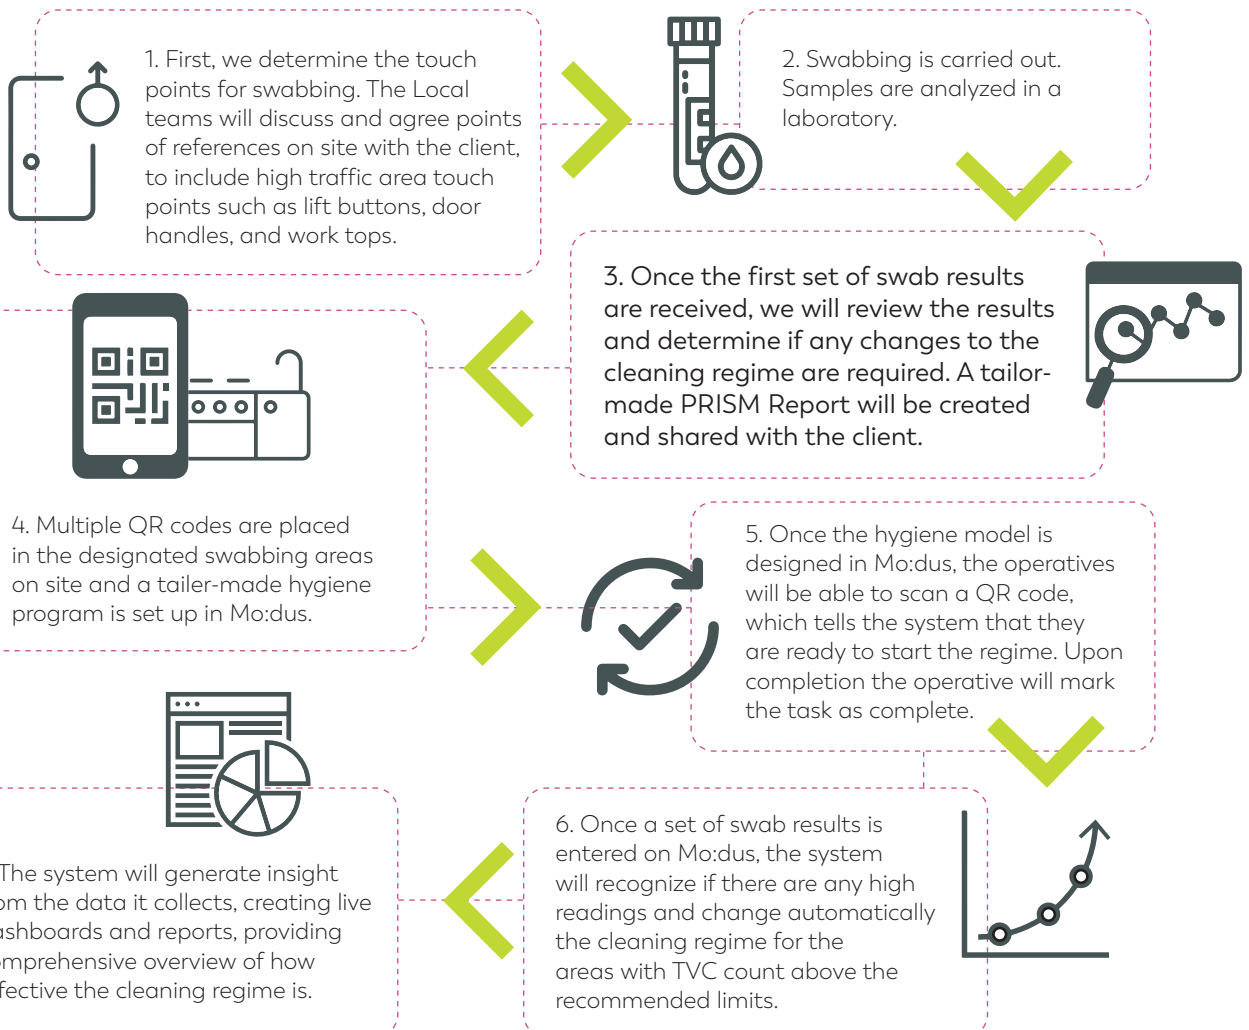 1. First, we determine the touch
points for swabbing. The Local
teams will discuss and agree points
of references on site with the client,
to include high traffic area touch
points such as lift buttons, door
handles, and work tops.
2. Swabbing is carried out.
Samples are analyzed in a
laboratory.
3. Once the first set of swab results
are received, we will review the results
and determine if any changes to the
cleaning regime are required. A tailor-
made PRISM Report will be created
and shared with the client.
4. Multiple QR codes are placed
in the designated swabbing areas
on site and a tailer-made hygiene
program is set up in Mo:dus.
5. Once the hygiene model is
designed in Mo:dus, the operatives
will be able to scan a QR code,
which tells the system that they
are ready to start the regime. Upon
completion the operative will mark
the task as complete.
6. Once a set of swab results is
entered on Mo:dus, the system
will recognize if there are any high
readings and change automatically
the cleaning regime for the
areas with TVC count above the
recommended limits.
The system will generate insight
om the data it collects, creating live
ashboards and reports, providing
omprehensive overview of how
fective the cleaning regime is.